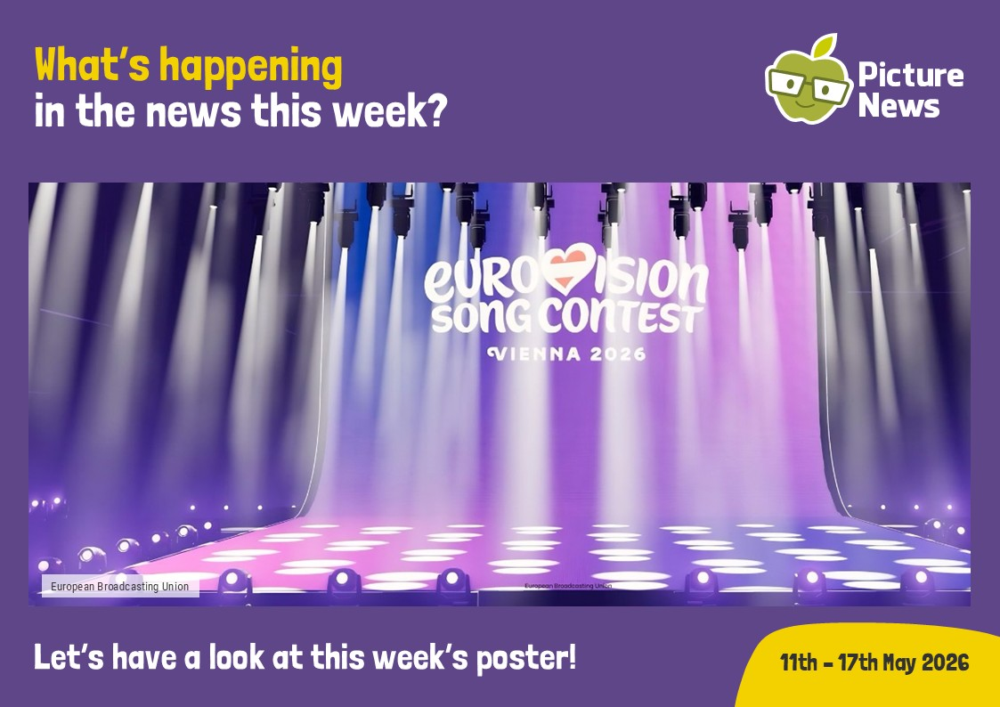 What's happening
in the news this week?
Picture
News
EUROVISION
SONG CONTEST
VIENNA 2026
European Broadcasting Union
European Broadcasting Union
Let's have a look at this week's poster!
11th – 17th May 2026